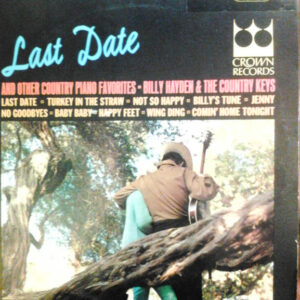 Last Date
CROWN
RECORDS
AND OTHER COUNTRY PIANO FAVORITES • BILLY HAYDEN & THE COUNTRY KEYS
LAST DATE • TURKEY IN THE STRAW • NOT SO HAPPY • BILLY'S TUNE • JENNY
NO GOODBYES • BABY BABY • HAPPY FEET • WING DING • COMIN' HOME TONIGHT